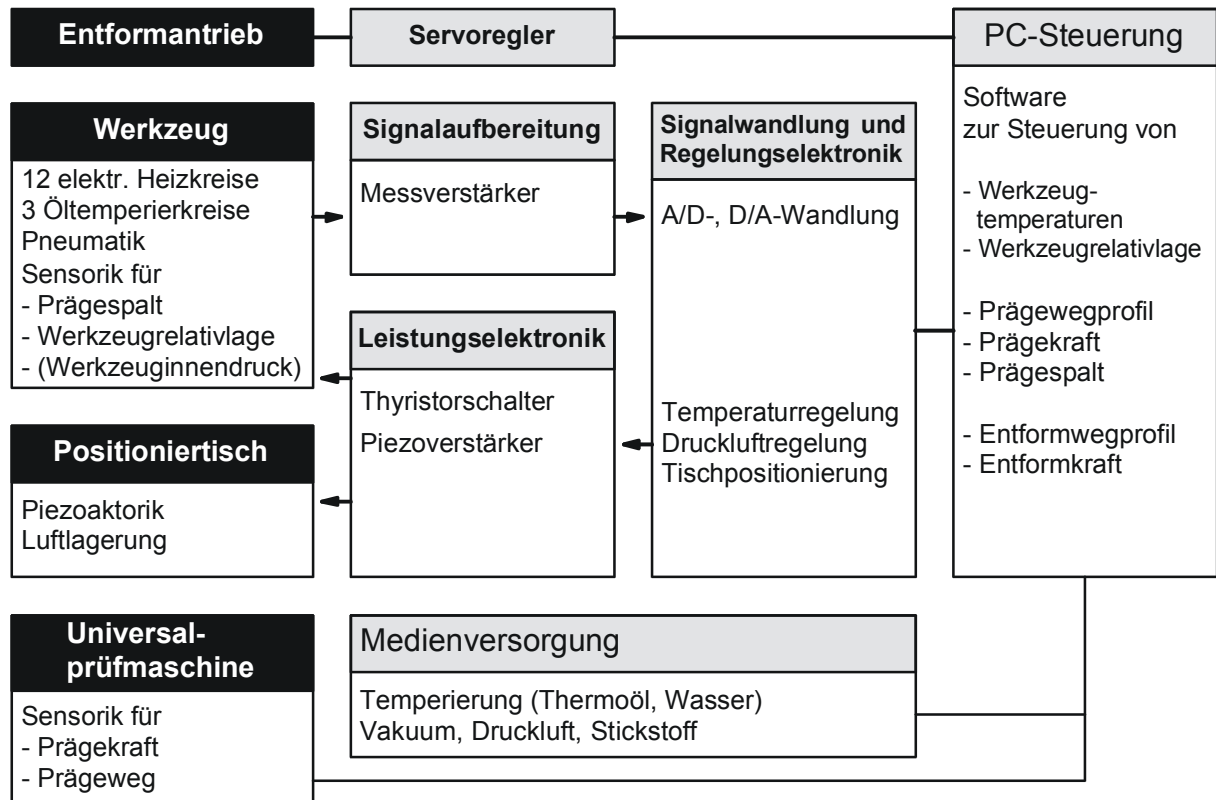 Entformantrieb
Servoregler
PC-Steuerung
Software
zur Steuerung von
- Werkzeug-
temperaturen
- Werkzeugrelativlage
- Prägewegprofil
- Prägekraft
- Prägespalt
- Entformwegprofil
- Entformkraft
Werkzeug
12 elektr. Heizkreise
3 Öltemperierkreise
Pneumatik
Sensorik für
- Prägespalt
- Werkzeugrelativlage
- (Werkzeuginnendruck)
Signalaufbereitung
Messverstärker
Signalwandlung und
Regelungselektronik
A/D-, D/A-Wandlung
Temperaturregelung
Druckluftregelung
Tischpositionierung
Leistungselektronik
Thyristorschalter
Piezoverstärker
Positioniertisch
Piezoaktorik
Luftlagerung
Universal-
prüfmaschine
Sensorik für
- Prägekraft
- Prägeweg
Medienversorgung
Temperierung (Thermoöl, Wasser)
Vakuum, Druckluft, Stickstoff